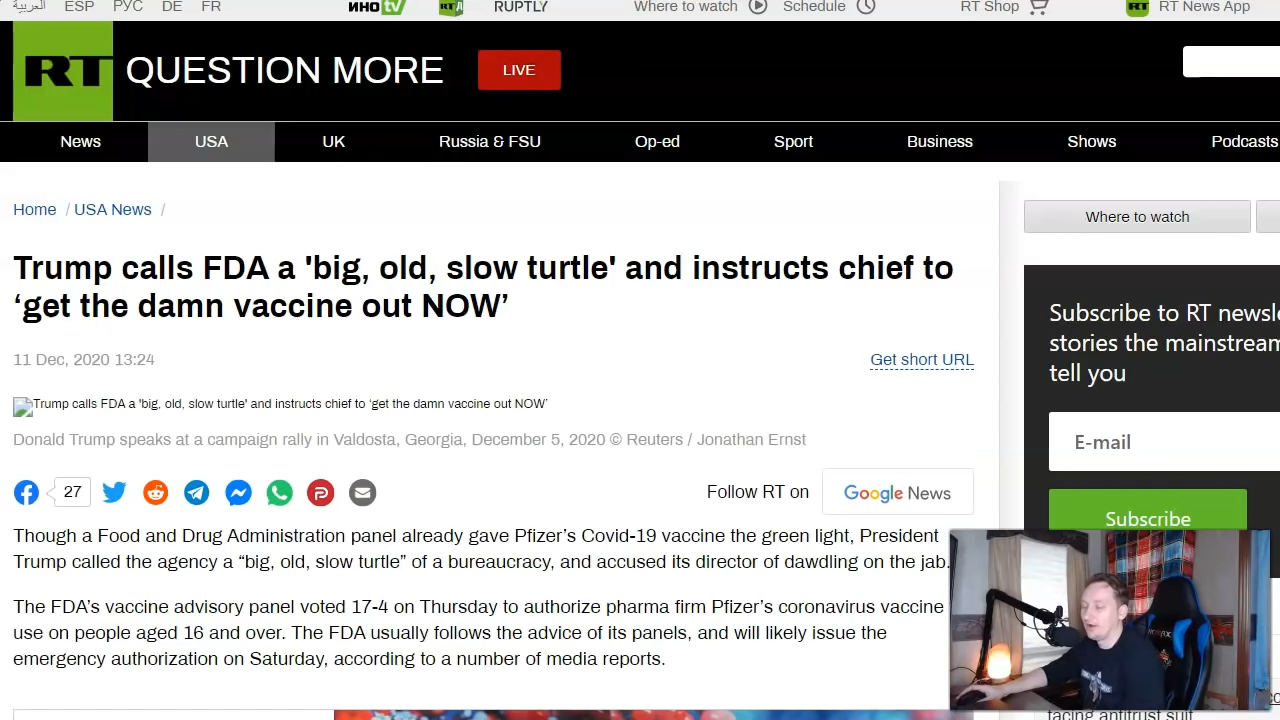 العربية ESP РУС DE FR ИНО tv RT RUPTLY Where to watch Schedule RT Shop RT RT News App
RT QUESTION MORE LIVE
News USA UK Russia & FSU Op-ed Sport Business Shows Podcasts
Home / USA News /
Where to watch
Trump calls FDA a 'big, old, slow turtle' and instructs chief to
‘get the damn vaccine out NOW’
Subscribe to RT newsle
stories the mainstream
tell you
11 Dec, 2020 13:24 Get short URL
Trump calls FDA a 'big, old, slow turtle' and instructs chief to ‘get the damn vaccine out NOW’
Donald Trump speaks at a campaign rally in Valdosta, Georgia, December 5, 2020 © Reuters / Jonathan Ernst
E-mail
27 Follow RT on Google News
Subscribe
Though a Food and Drug Administration panel already gave Pfizer’s Covid-19 vaccine the green light, President
Trump called the agency a “big, old, slow turtle” of a bureaucracy, and accused its director of dawdling on the jab.
The FDA’s vaccine advisory panel voted 17-4 on Thursday to authorize pharma firm Pfizer’s coronavirus vaccine
use on people aged 16 and over. The FDA usually follows the advice of its panels, and will likely issue the
emergency authorization on Saturday, according to a number of media reports.
facing antitrust suit